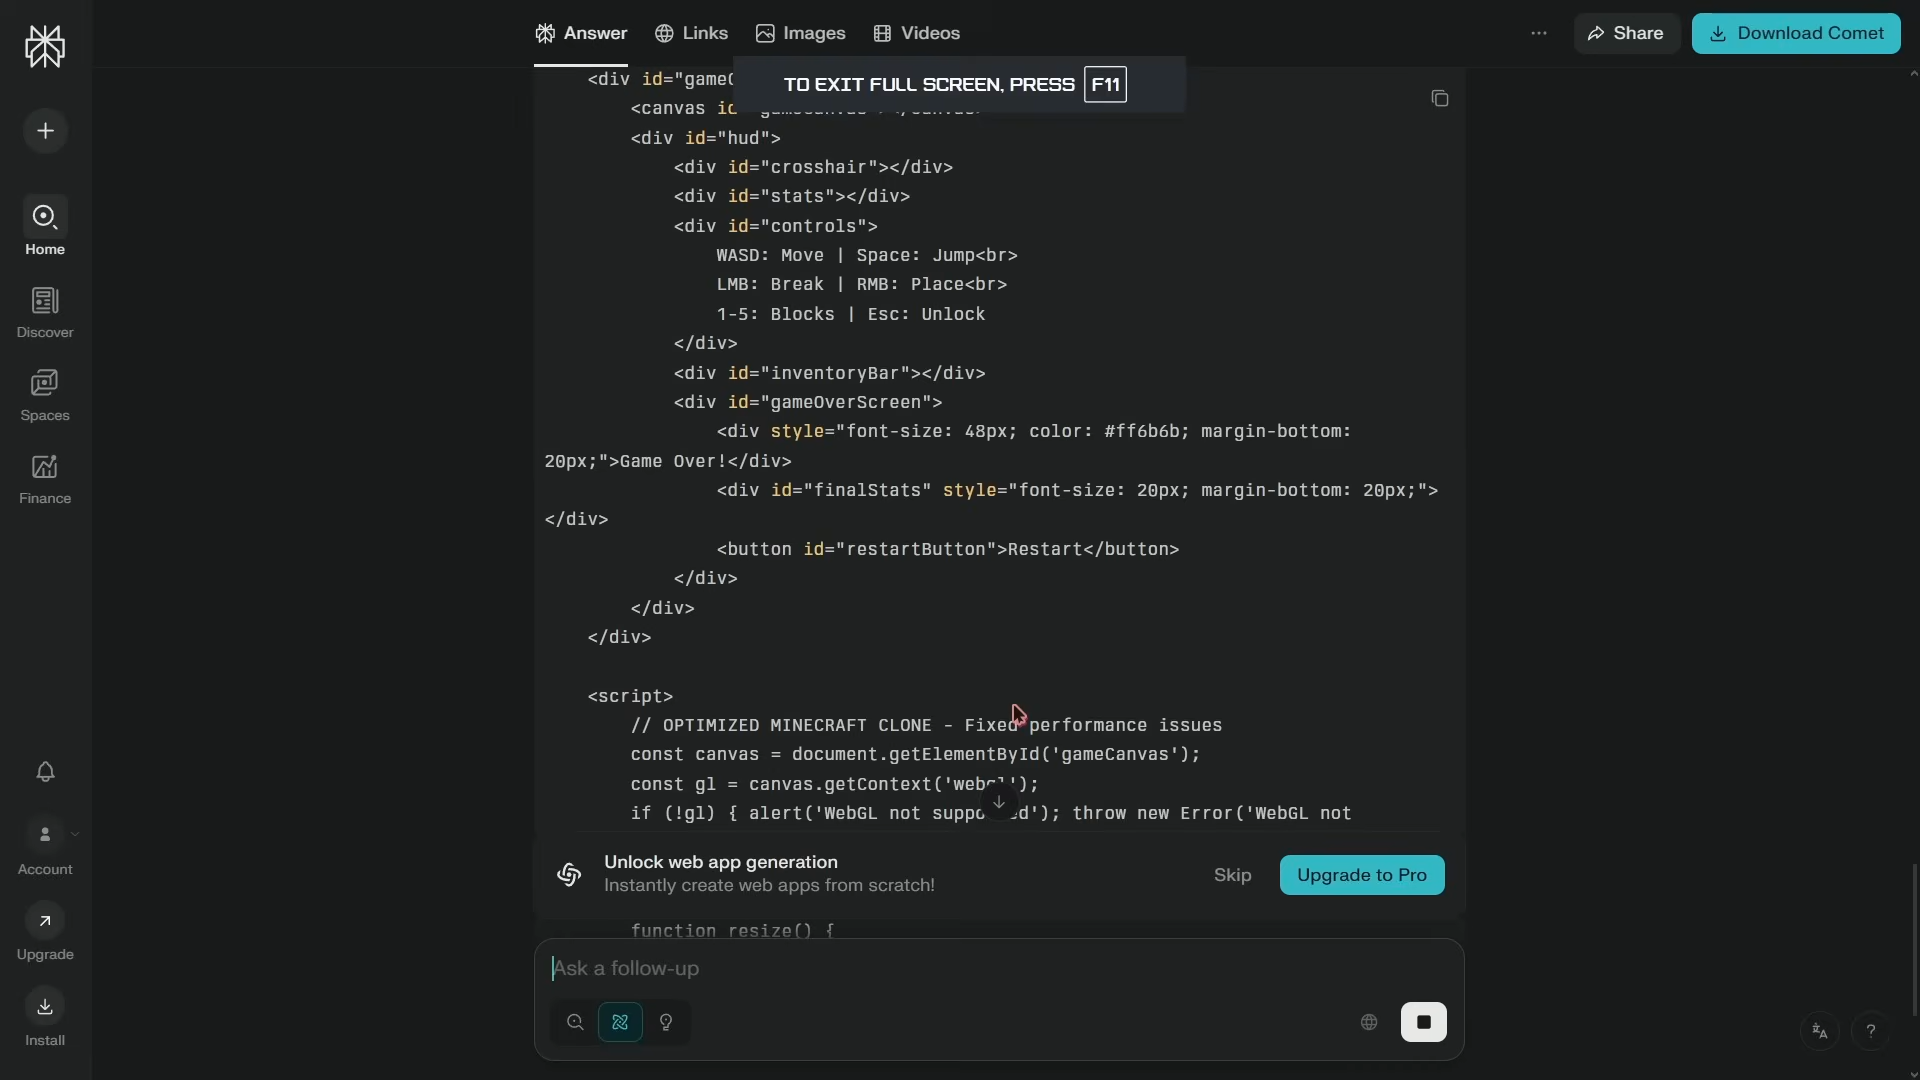 Answer
Links
Images
Videos
Share
Download Comet
TO EXIT FULL SCREEN, PRESS F11
Home
Discover
Spaces
Finance
Account
Upgrade
Install
<div id="game
<canvas
<div id="hud">
<div id="crosshair"></div>
<div id="stats"></div>
<div id="controls">
WASD: Move | Space: Jump<br>
LMB: Break | RMB: Place<br>
1-5: Blocks | Esc: Unlock
</div>
<div id="inventoryBar"></div>
<div id="gameOverScreen">
<div style="font-size: 48px; color: #ff6b6b; margin-bottom:
20px;">Game Over!</div>
<div id="finalStats" style="font-size: 20px; margin-bottom: 20px;">
</div>
<button id="restartButton">Restart</button>
</div>
</div>
</div>
<script>
// OPTIMIZED MINECRAFT CLONE - Fixed performance issues
const canvas = document.getElementById('gameCanvas');
const gl = canvas.getContext('webgl');
if (!gl) { alert('WebGL not supported'); throw new Error('WebGL not
Unlock web app generation
Instantly create web apps from scratch!
Skip
Upgrade to Pro
function resize() {
Ask a follow-up